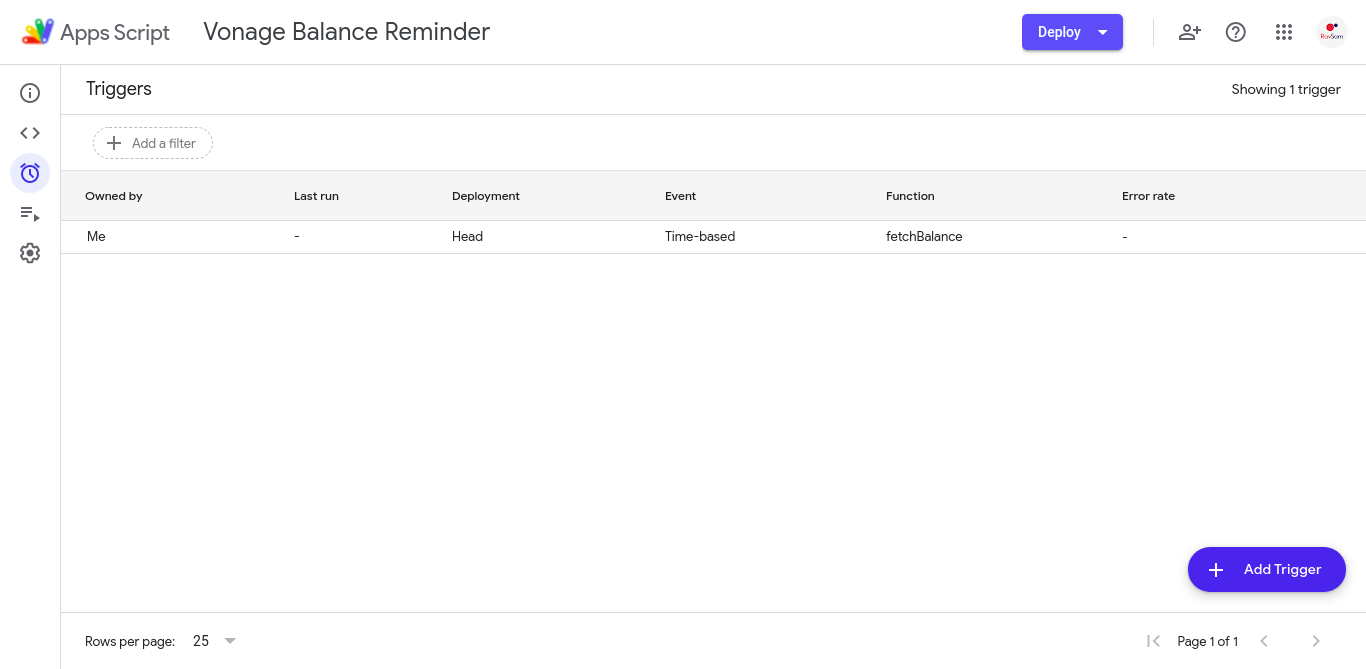 Apps Script
Vonage Balance Reminder
Deploy
RovSom
Triggers
Showing 1 trigger
Add a filter
Owned by Last run Deployment Event Function Error rate
Me - Head Time-based fetchBalance -
Add Trigger
Rows per page: 25
Page 1 of 1